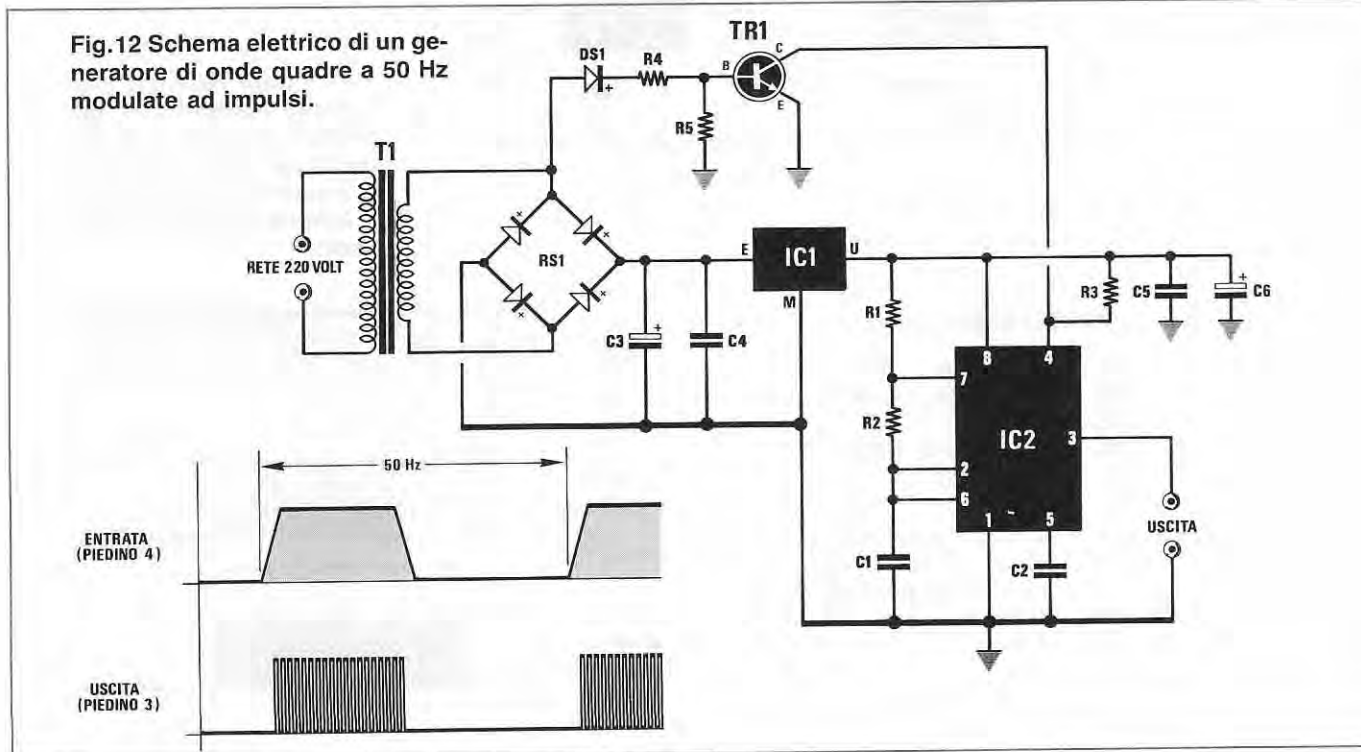 Fig.12 Schema elettrico di un ge-
neratore di onde quadre a 50 Hz
modulate ad impulsi.
TR1
DS1
R4
B
C
E
R5
T1
RETE 220 VOLT
RS1
E
IC1
U
M
C3
C4
R1
R2
R3
C5
C6
8
4
7
IC2
3
2
6
1
5
C1
C2
USCITA
50 Hz
ENTRATA
(PIEDINO 4)
USCITA
(PIEDINO 3)